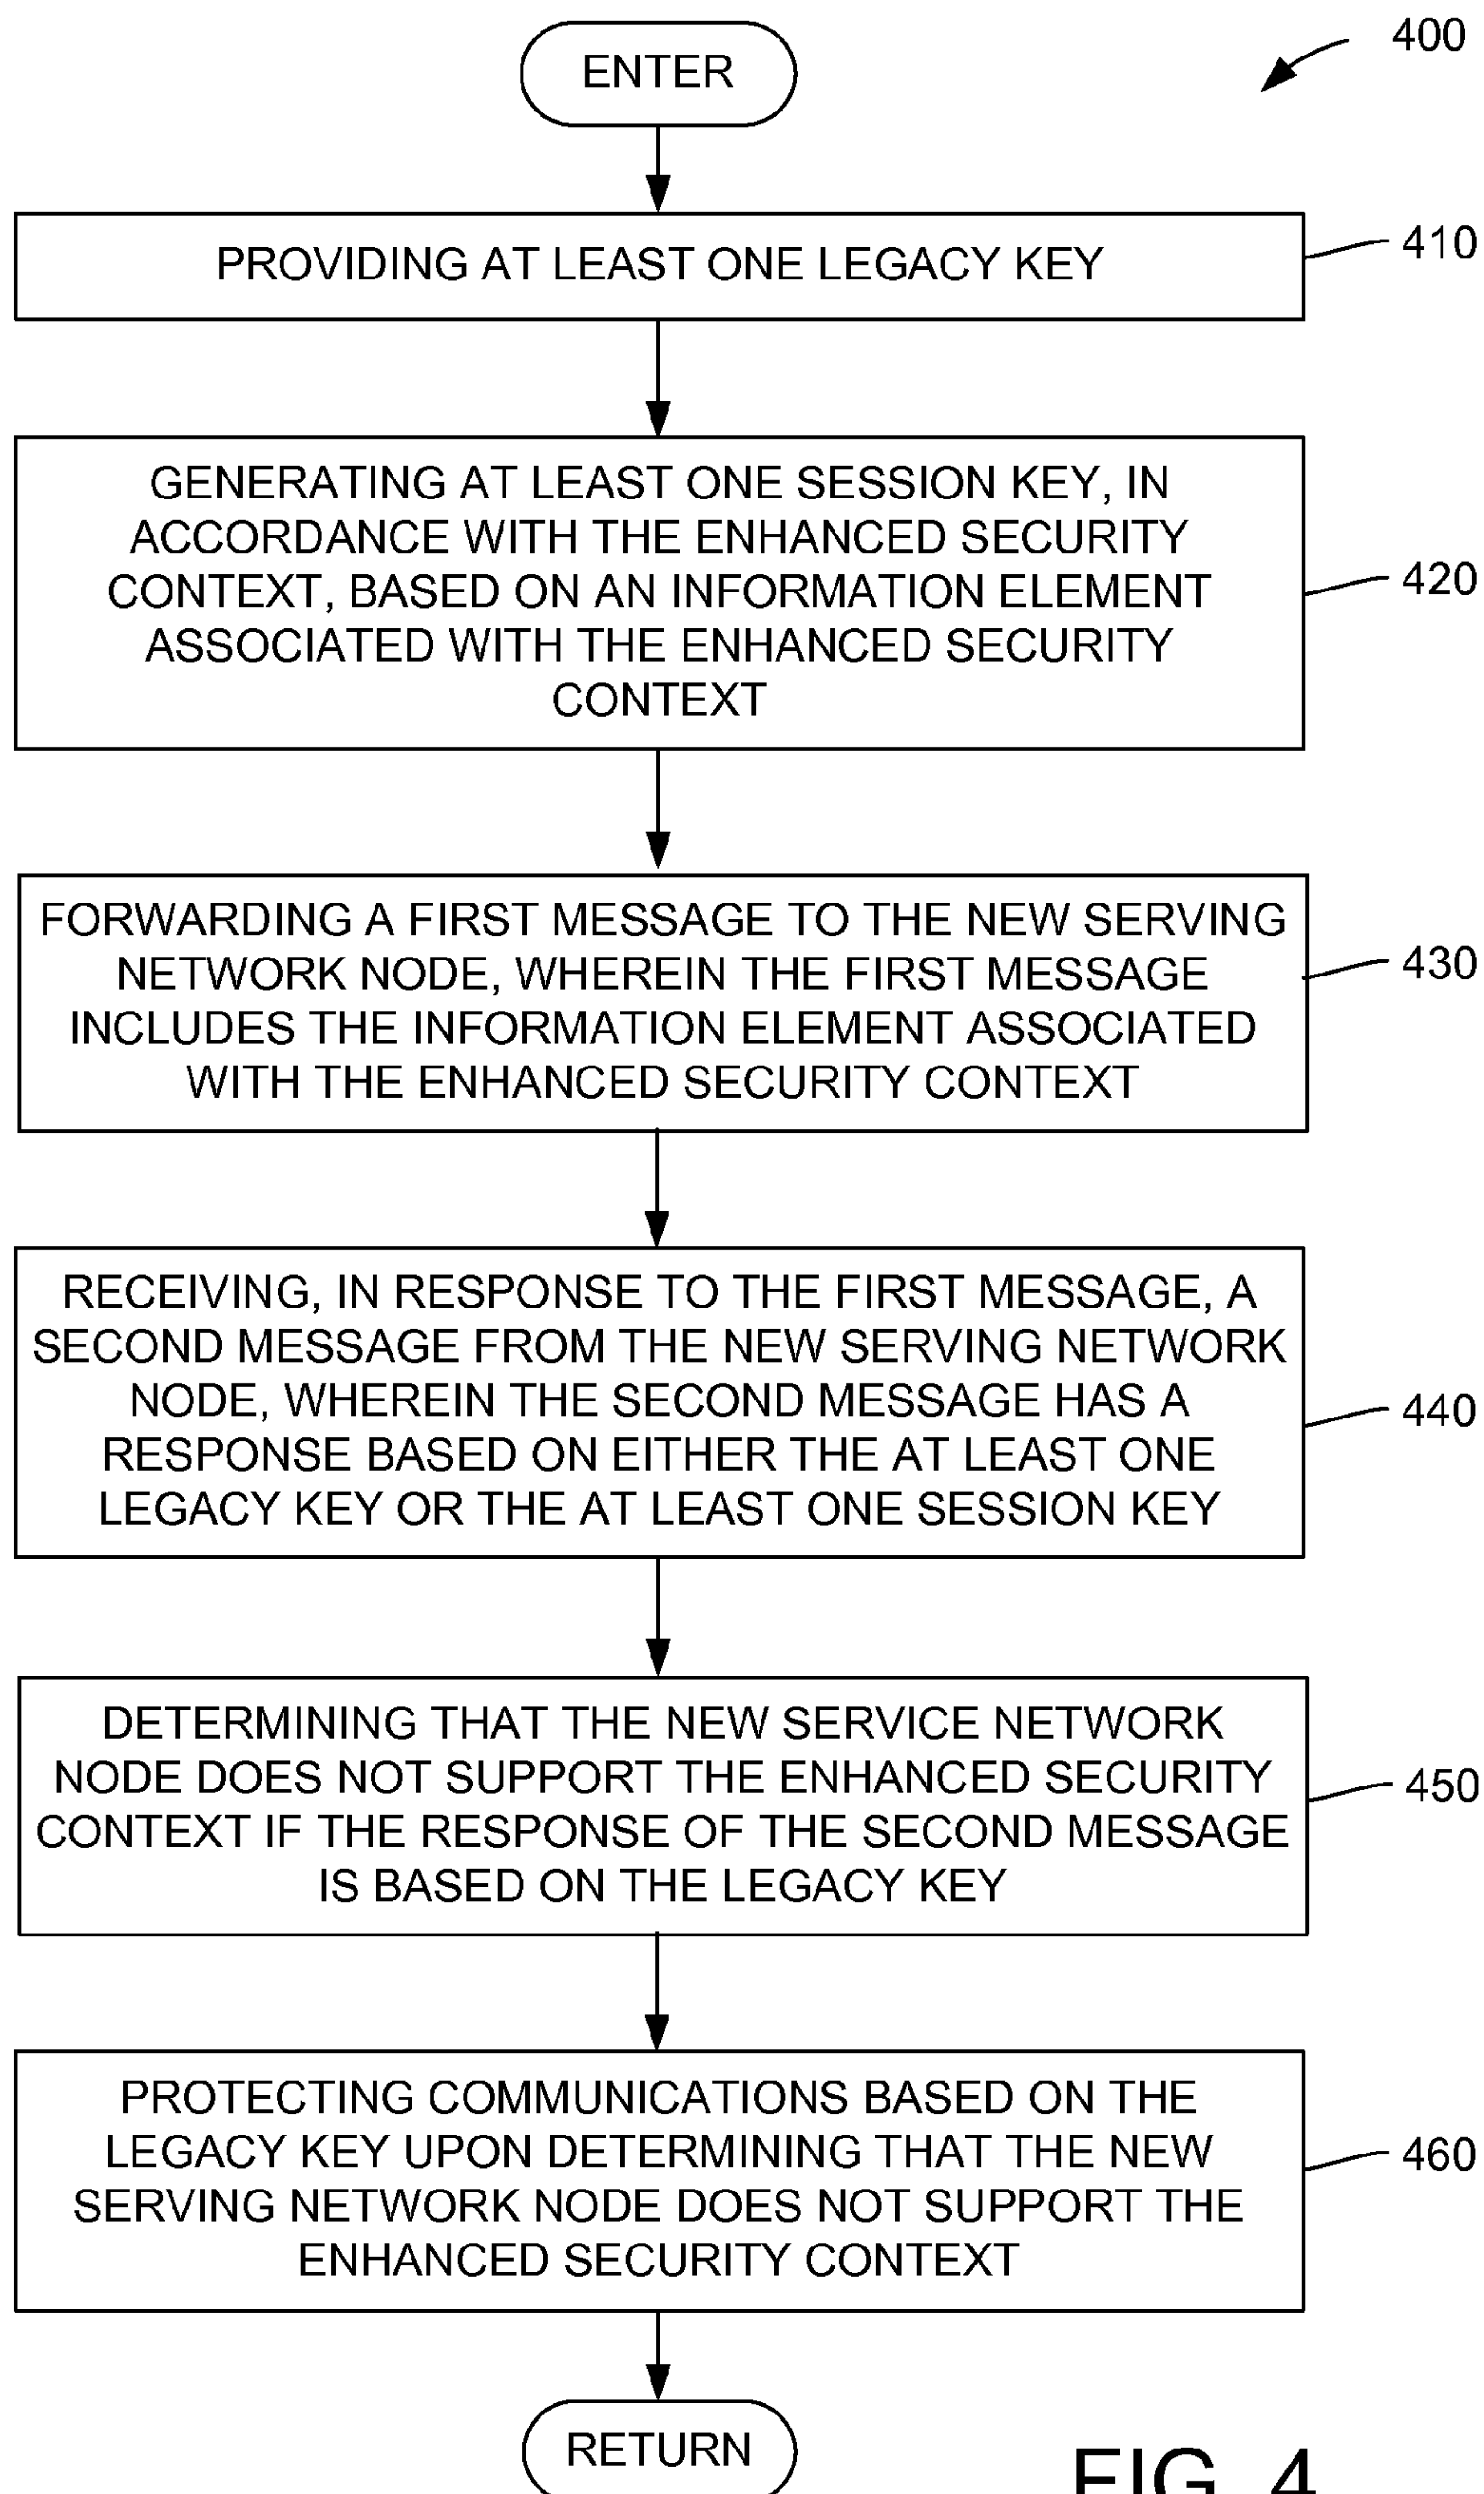 400
ENTER
PROVIDING AT LEAST ONE LEGACY KEY
410
GENERATING AT LEAST ONE SESSION KEY, IN
ACCORDANCE WITH THE ENHANCED SECURITY
CONTEXT, BASED ON AN INFORMATION ELEMENT
ASSOCIATED WITH THE ENHANCED SECURITY
CONTEXT
420
FORWARDING A FIRST MESSAGE TO THE NEW SERVING
NETWORK NODE, WHEREIN THE FIRST MESSAGE
INCLUDES THE INFORMATION ELEMENT ASSOCIATED
WITH THE ENHANCED SECURITY CONTEXT
430
RECEIVING, IN RESPONSE TO THE FIRST MESSAGE, A
SECOND MESSAGE FROM THE NEW SERVING NETWORK
NODE, WHEREIN THE SECOND MESSAGE HAS A
RESPONSE BASED ON EITHER THE AT LEAST ONE
LEGACY KEY OR THE AT LEAST ONE SESSION KEY
440
DETERMINING THAT THE NEW SERVICE NETWORK
NODE DOES NOT SUPPORT THE ENHANCED SECURITY
CONTEXT IF THE RESPONSE OF THE SECOND MESSAGE
IS BASED ON THE LEGACY KEY
450
PROTECTING COMMUNICATIONS BASED ON THE
LEGACY KEY UPON DETERMINING THAT THE NEW
SERVING NETWORK NODE DOES NOT SUPPORT THE
ENHANCED SECURITY CONTEXT
460
RETURN
FIG. 4